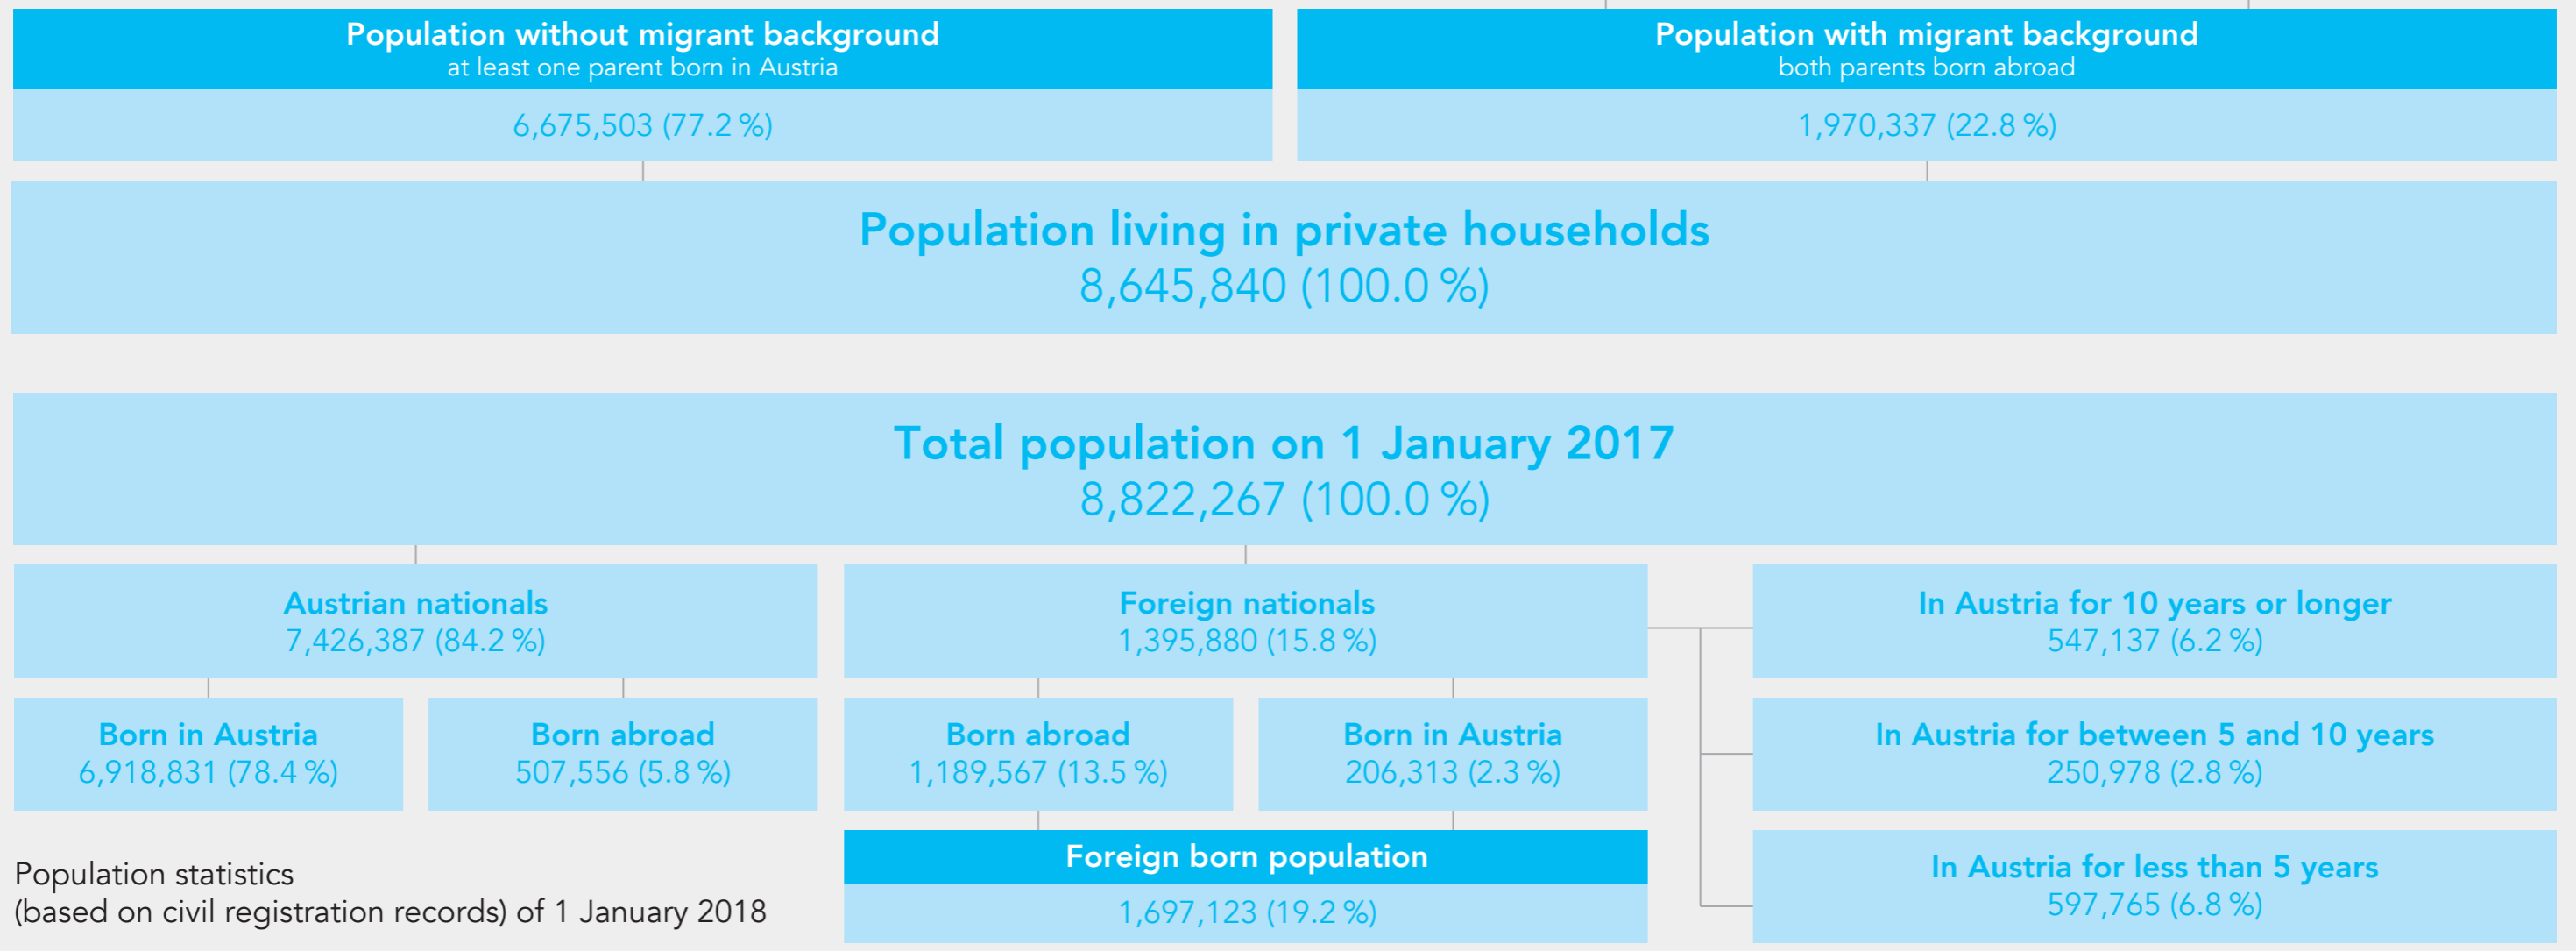 Population without migrant background
at least one parent born in Austria
6,675,503 (77.2 %)
Population with migrant background
both parents born abroad
1,970,337 (22.8 %)
Population living in private households
8,645,840 (100.0 %)
Total population on 1 January 2017
8,822,267 (100.0 %)
Austrian nationals
7,426,387 (84.2 %)
Foreign nationals
1,395,880 (15.8 %)
In Austria for 10 years or longer
547,137 (6.2 %)
Born in Austria
6,918,831 (78.4 %)
Born abroad
507,556 (5.8 %)
Born abroad
1,189,567 (13.5 %)
Born in Austria
206,313 (2.3 %)
In Austria for between 5 and 10 years
250,978 (2.8 %)
Population statistics
(based on civil registration records) of 1 January 2018
Foreign born population
1,697,123 (19.2 %)
In Austria for less than 5 years
597,765 (6.8 %)